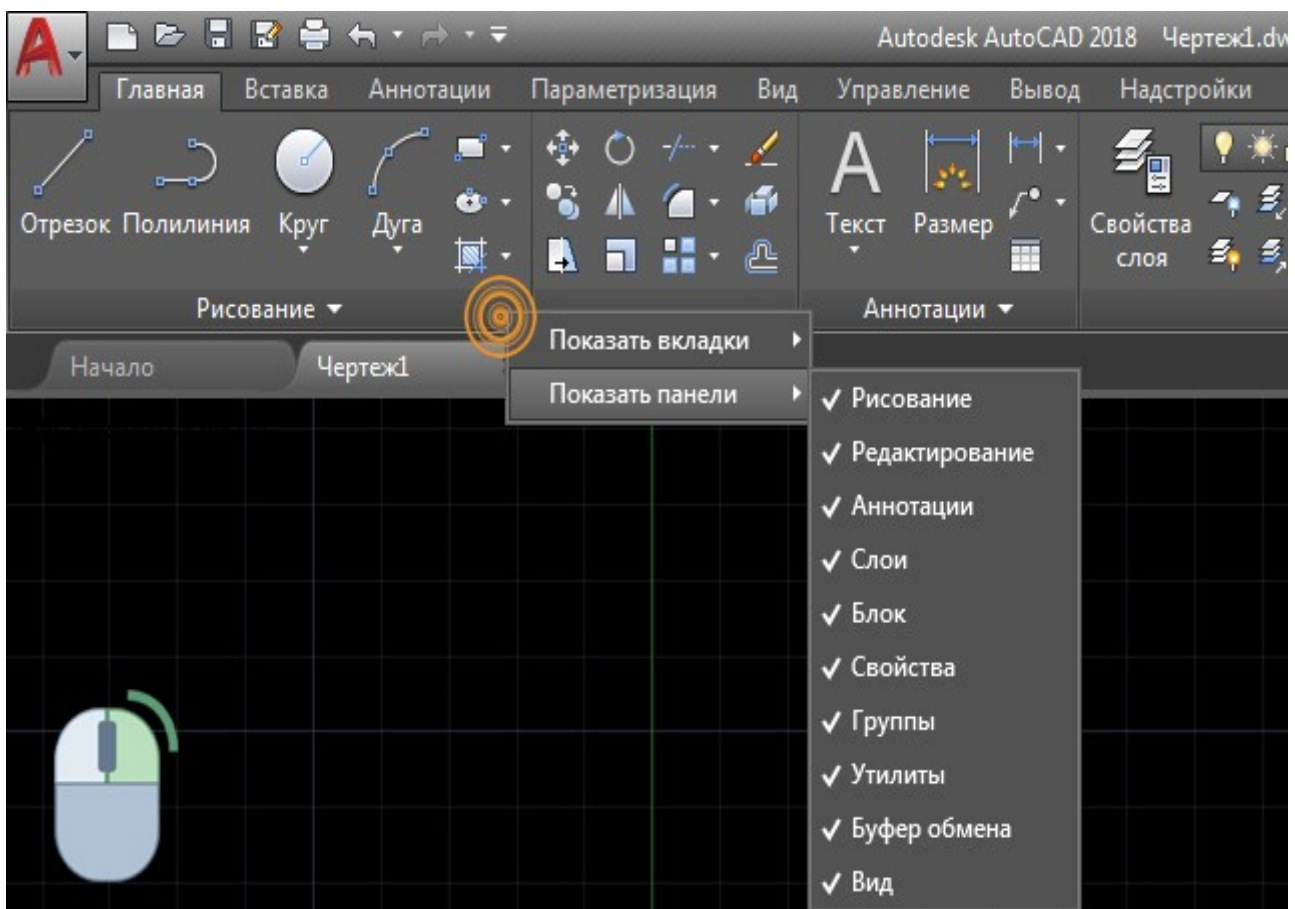 Autodesk AutoCAD 2018 Чертеж1.dw
Главная Вставка Аннотации Параметризация Вид Управление Вывод Надстройки
Отрезок Полилиния Круг Дуга Текст Размер Свойства
слоя
Рисование Аннотации
Начало Чертеж1
Показать вкладки
Показать панели
Рисование
Редактирование
Аннотации
Слои
Блок
Свойства
Группы
Утилиты
Буфер обмена
Вид